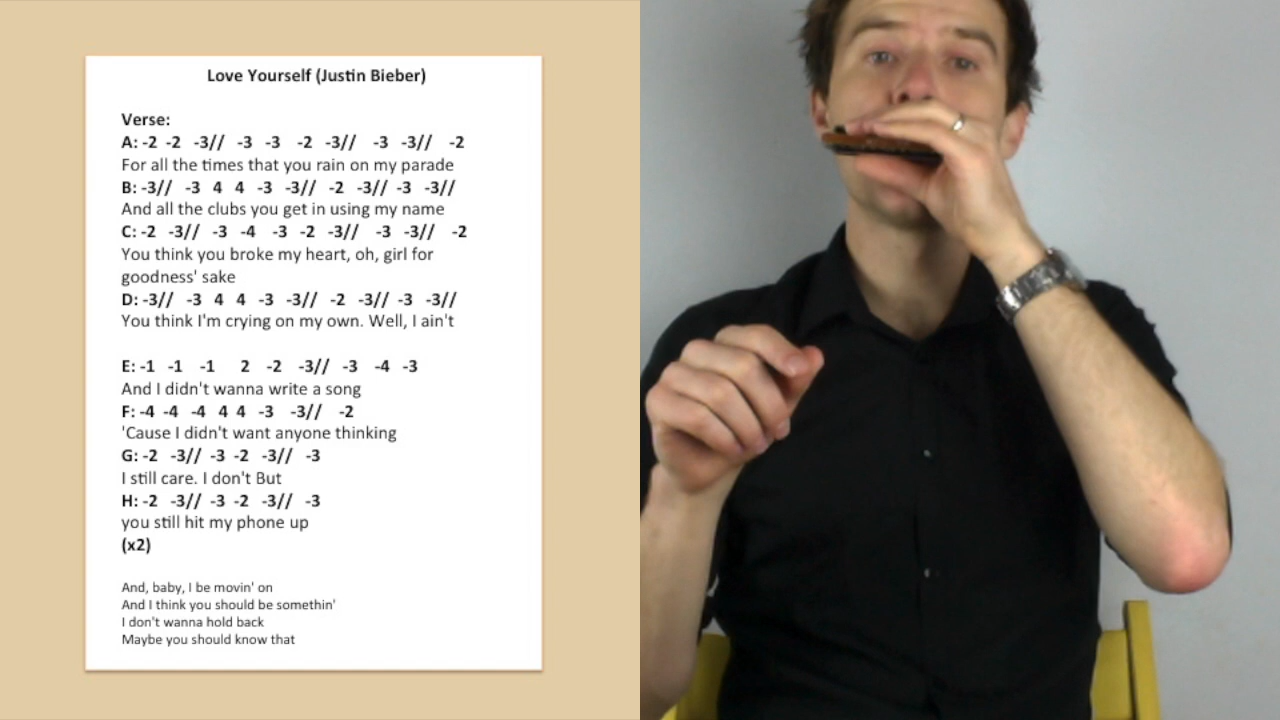 Love Yourself (Justin Bieber)
Verse:
A: -2 -2 -3// -3 -3 -2 -3// -3 -3// -2
For all the times that you rain on my parade
B: -3// -3 4 4 -3 -3// -2 -3// -3 -3//
And all the clubs you get in using my name
C: -2 -3// -3 -4 -3 -2 -3// -3 -3// -2
You think you broke my heart, oh, girl for
goodness' sake
D: -3// -3 4 4 -3 -3// -2 -3// -3 -3//
You think I'm crying on my own. Well, I ain't
E: -1 -1 -1 2 -2 -3// -3 -4 -3
And I didn't wanna write a song
F: -4 -4 -4 4 4 -3 -3// -2
'Cause I didn't want anyone thinking
G: -2 -3// -3 -2 -3// -3
I still care. I don't But
H: -2 -3// -3 -2 -3// -3
you still hit my phone up
(x2)
And, baby, I be movin' on
And I think you should be somethin'
I don't wanna hold back
Maybe you should know that